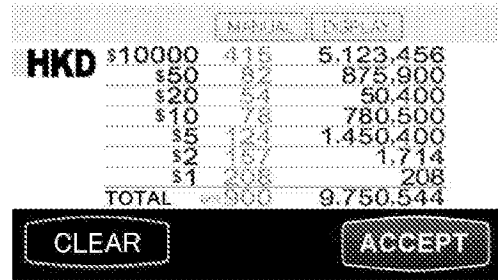 MANUAL DISPLAY
HKD $10000 415 5,123,456
$50 82 875,900
$20 54 50,400
$10 78 780,500
$5 124 1,450,400
$2 157 1,714
$1 208 208
TOTAL 900 9,750,544
CLEAR ACCEPT